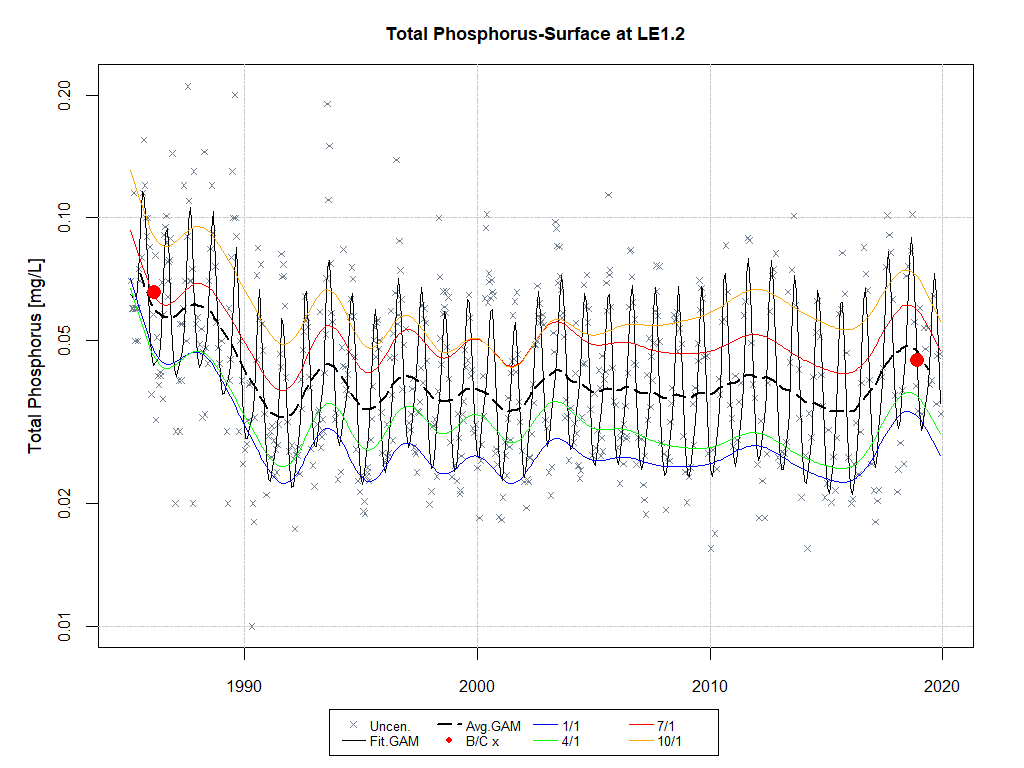 Total Phosphorus-Surface at LE1.2
Total Phosphorus [mg/L]
0.20
0.10
0.05
0.02
0.01
1990 2000 2010 2020
Uncen. Avg.GAM 1/1 7/1
Fit.GAM B/C x 4/1 10/1